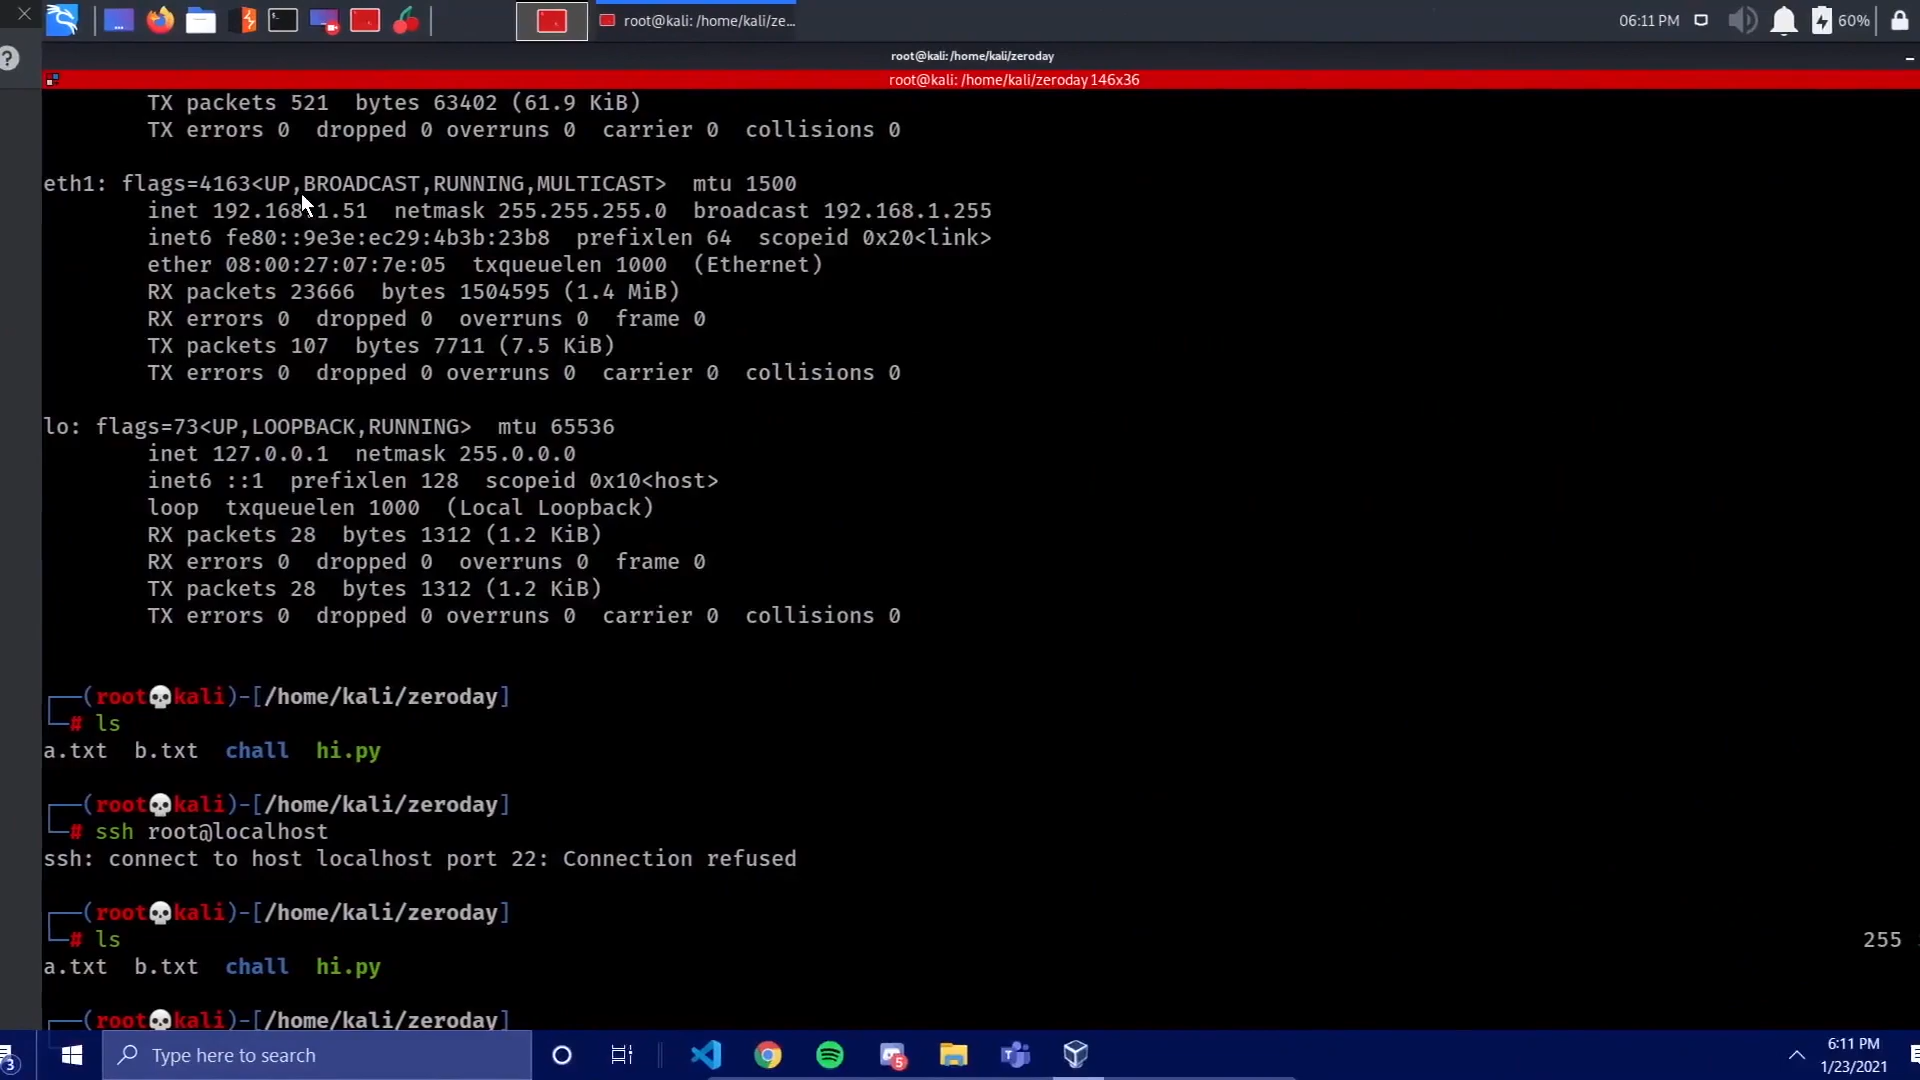 root@kali: /home/kali/ze...
06:11 PM
60%
root@kali:/home/kali/zeroday
root@kali: /home/kali/zeroday 146x36
TX packets 521  bytes 63402 (61.9 KiB)
TX errors 0  dropped 0 overruns 0  carrier 0  collisions 0
eth1: flags=4163<UP,BROADCAST,RUNNING,MULTICAST>  mtu 1500
inet 192.168.1.51  netmask 255.255.255.0  broadcast 192.168.1.255
inet6 fe80::9e3e:ec29:4b3b:23b8  prefixlen 64  scopeid 0x20<link>
ether 08:00:27:07:7e:05  txqueuelen 1000  (Ethernet)
RX packets 23666  bytes 1504595 (1.4 MiB)
RX errors 0  dropped 0  overruns 0  frame 0
TX packets 107  bytes 7711 (7.5 KiB)
TX errors 0  dropped 0 overruns 0  carrier 0  collisions 0
lo: flags=73<UP,LOOPBACK,RUNNING>  mtu 65536
inet 127.0.0.1  netmask 255.0.0.0
inet6 ::1  prefixlen 128  scopeid 0x10<host>
loop  txqueuelen 1000  (Local Loopback)
RX packets 28  bytes 1312 (1.2 KiB)
RX errors 0  dropped 0  overruns 0  frame 0
TX packets 28  bytes 1312 (1.2 KiB)
TX errors 0  dropped 0 overruns 0  carrier 0  collisions 0
┌──(root💀kali)-[/home/kali/zeroday]
└─# ls
a.txt  b.txt  chall  hi.py
┌──(root💀kali)-[/home/kali/zeroday]
└─# ssh root@localhost
ssh: connect to host localhost port 22: Connection refused
┌──(root💀kali)-[/home/kali/zeroday]
└─# ls
255
a.txt  b.txt  chall  hi.py
┌──(root💀kali)-[/home/kali/zeroday]
3
Type here to search
5
6:11 PM
1/23/2021